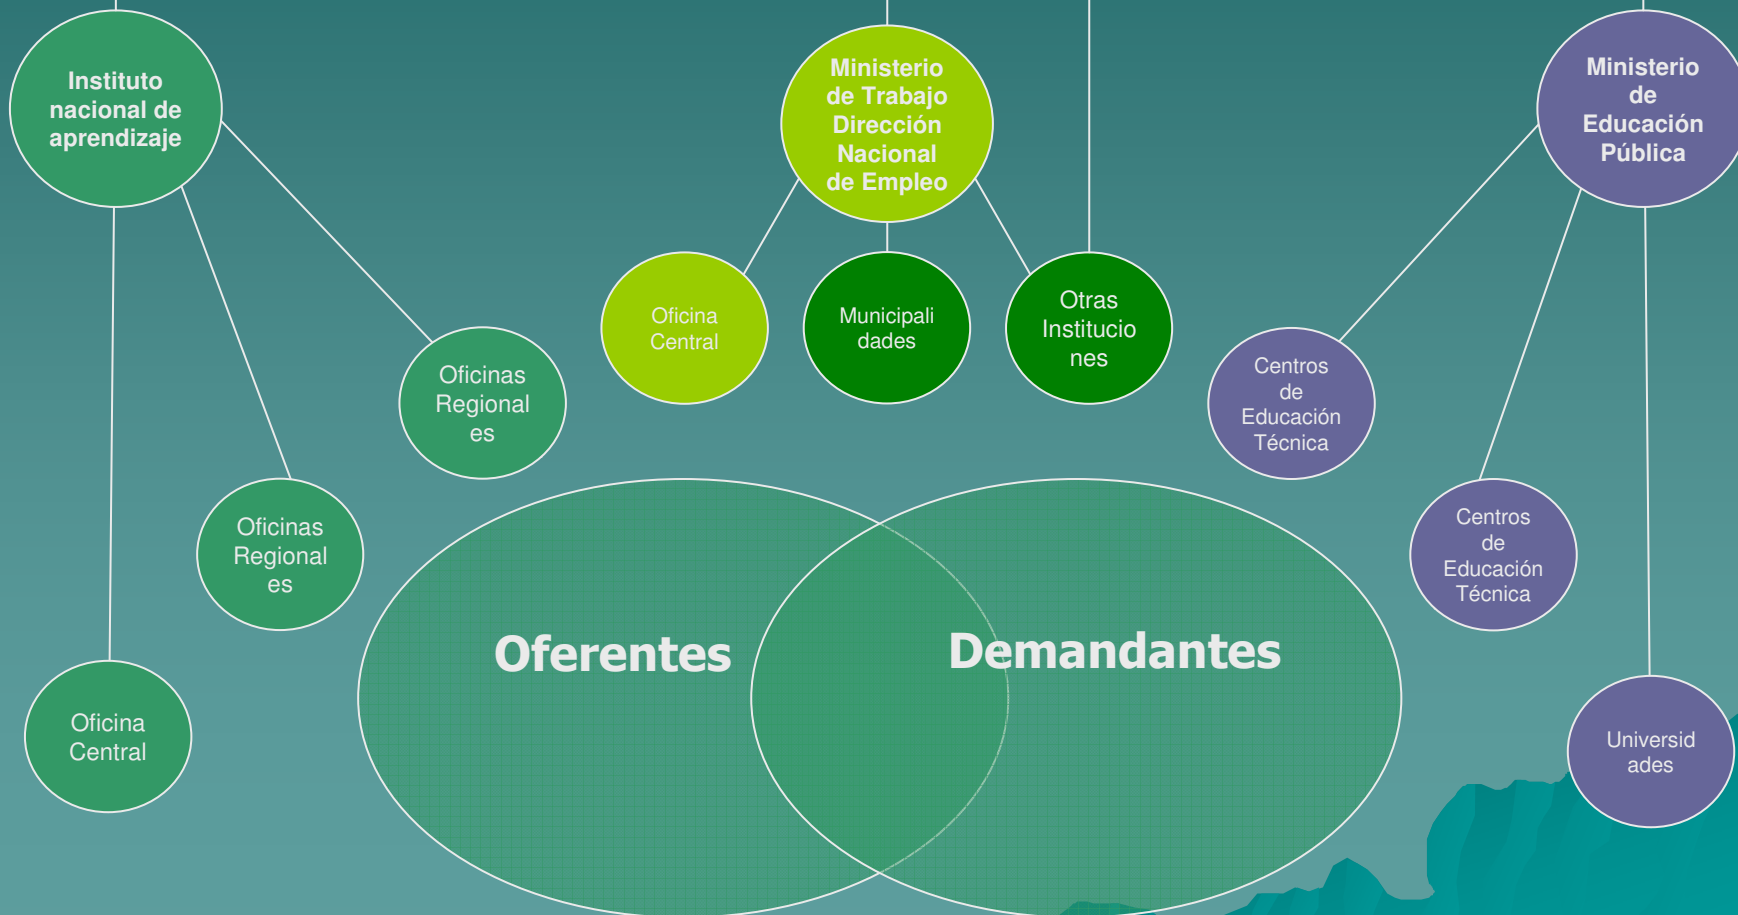 Instituto
nacional de
aprendizaje
Ministerio
de Trabajo
Dirección
Nacional
de Empleo
Ministerio
de
Educación
Pública
Oficina
Central
Municipali
dades
Otras
Institucio
nes
Oficinas
Regional
es
Centros
de
Educación
Técnica
Oficinas
Regional
es
Centros
de
Educación
Técnica
Oferentes
Demandantes
Oficina
Central
Universid
ades